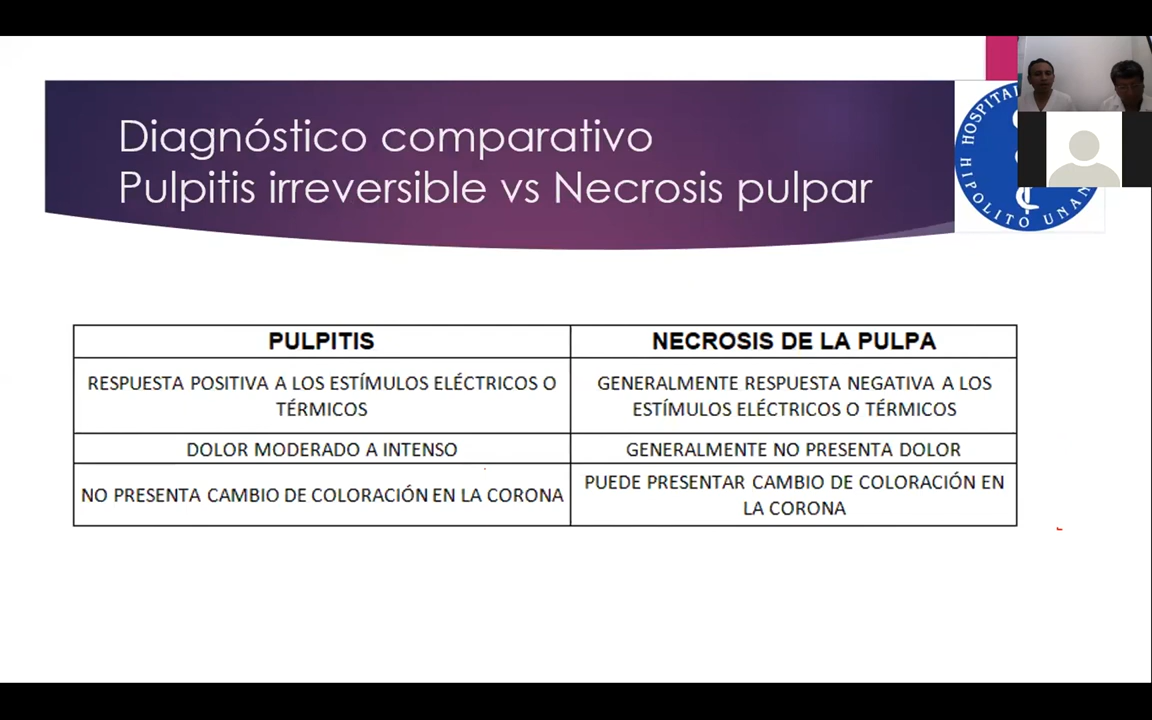 Diagnóstico comparativo
Pulpitis irreversible vs Necrosis pulpar
HOSPITAL
HIPOLITO UNAN
PULPITIS
NECROSIS DE LA PULPA
RESPUESTA POSITIVA A LOS ESTÍMULOS ELÉCTRICOS O
TÉRMICOS
GENERALMENTE RESPUESTA NEGATIVA A LOS
ESTÍMULOS ELÉCTRICOS O TÉRMICOS
DOLOR MODERADO A INTENSO
GENERALMENTE NO PRESENTA DOLOR
NO PRESENTA CAMBIO DE COLORACIÓN EN LA CORONA
PUEDE PRESENTAR CAMBIO DE COLORACIÓN EN
LA CORONA